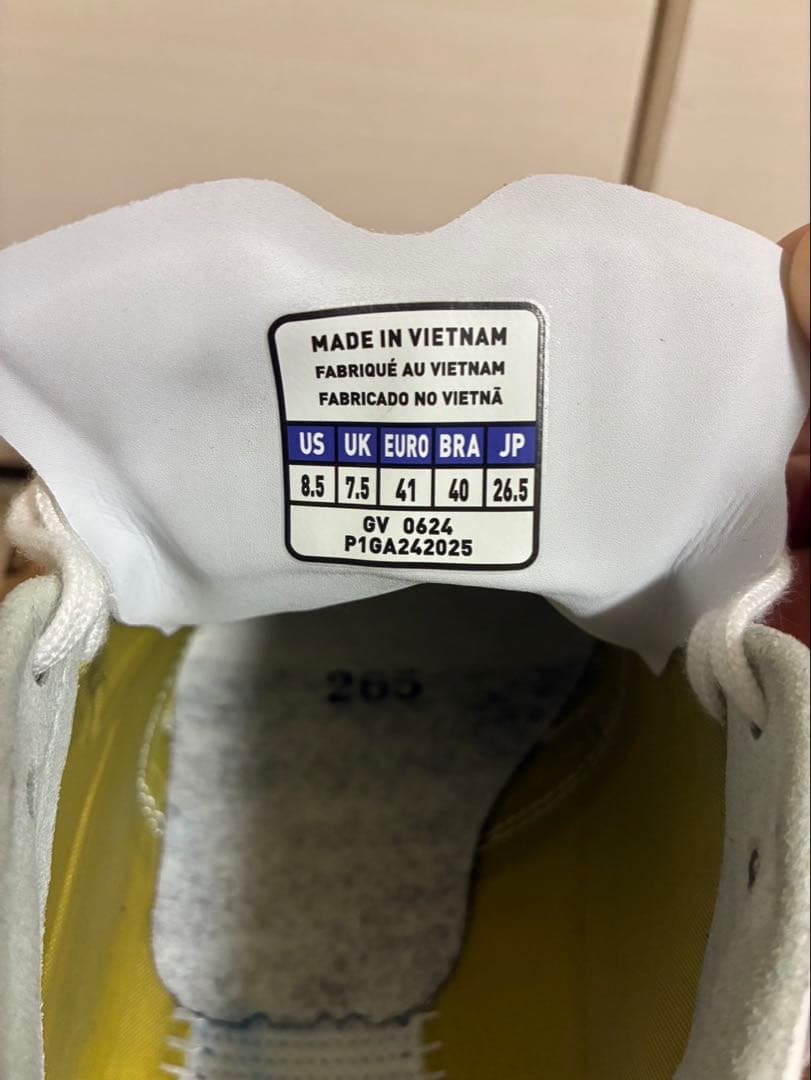 MADE IN VIETNAM
FABRIQUÉ AU VIETNAM
FABRICADO NO VIETNÃ
US UK EURO BRA JP
8.5 7.5 41 40 26.5
GV 0624
P1GA242025
265